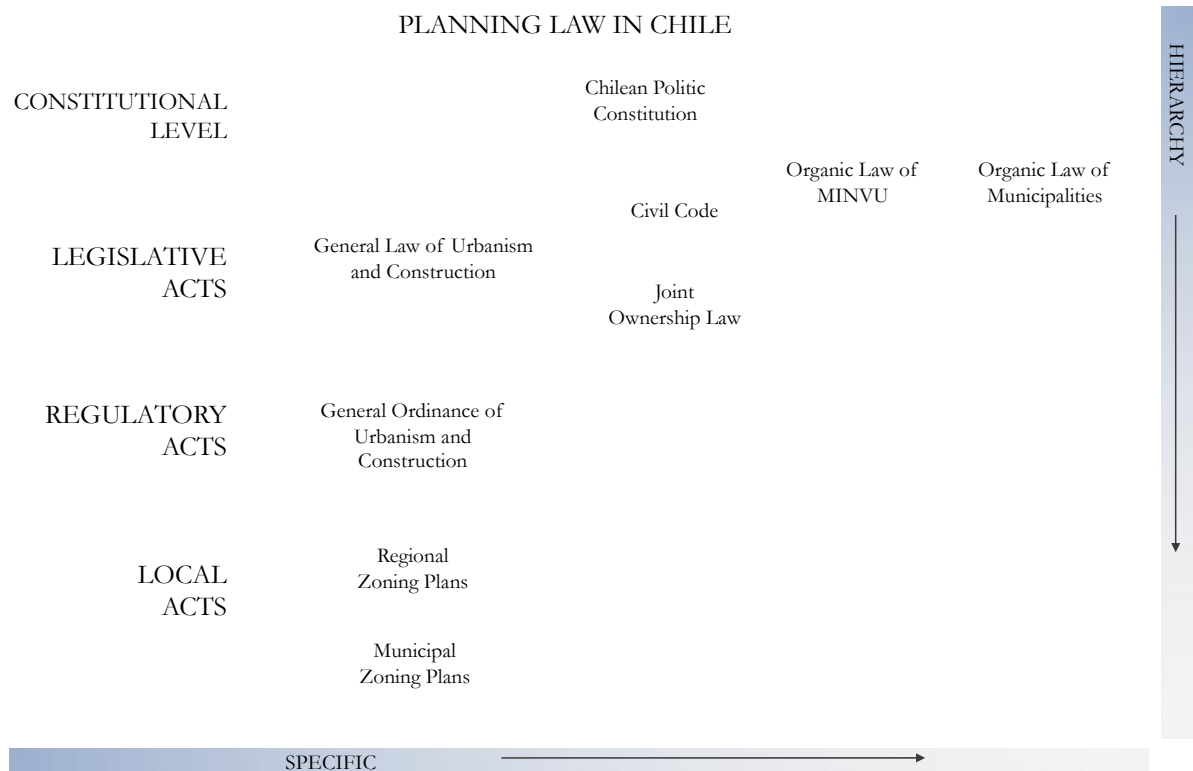 PLANNING LAW IN CHILE
HIERARCHY
CONSTITUTIONAL
LEVEL
Chilean Politic
Constitution
Organic Law of
MINVU
Organic Law of
Municipalities
Civil Code
LEGISLATIVE
ACTS
General Law of Urbanism
and Construction
Joint
Ownership Law
REGULATORY
ACTS
General Ordinance of
Urbanism and
Construction
LOCAL
ACTS
Regional
Zoning Plans
Municipal
Zoning Plans
SPECIFIC